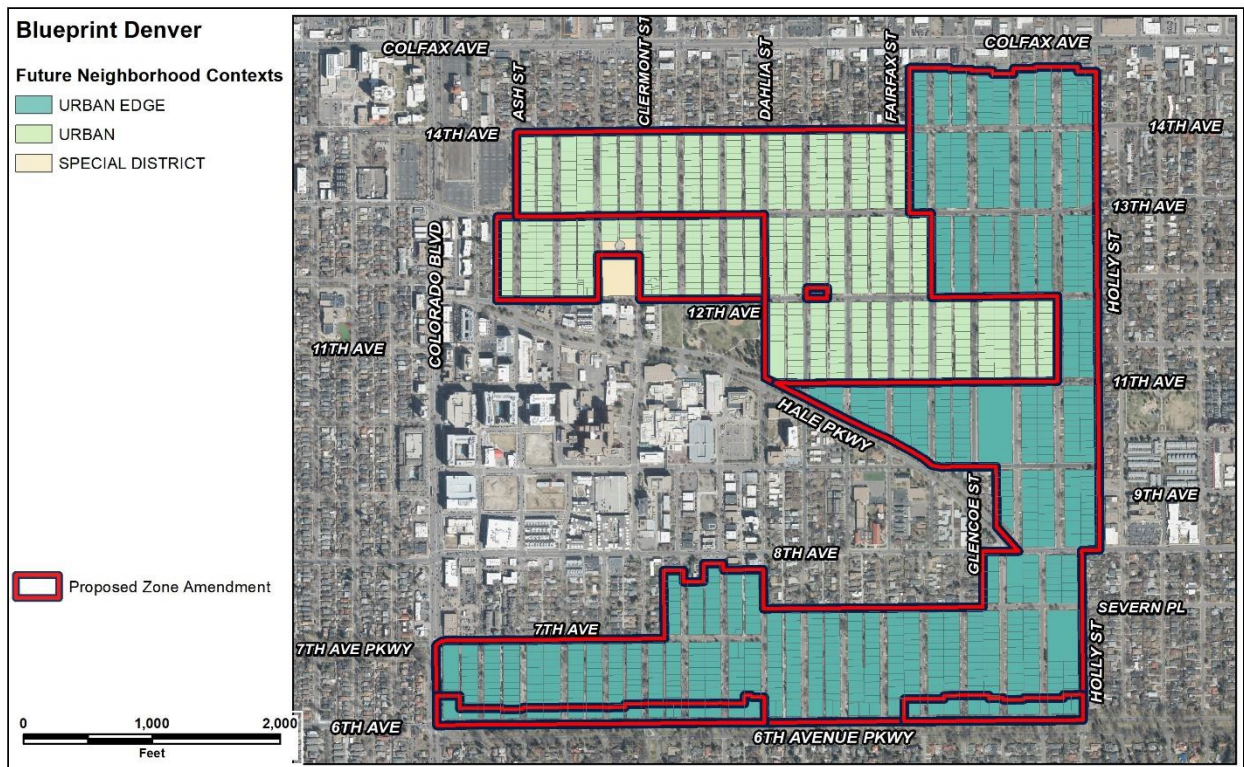 Blueprint Denver
Future Neighborhood Contexts
URBAN EDGE
URBAN
SPECIAL DISTRICT
Proposed Zone Amendment
0 1,000 2,000
Feet
COLFAX AVE
COLFAX AVE
ASH ST
CLERMONT ST
DAHLIA ST
FAIRFAX ST
14TH AVE
14TH AVE
13TH AVE
COLORADO BLVD
HOLLY ST
12TH AVE
11TH AVE
11TH AVE
HALE PKWY
9TH AVE
GLENCOE ST
8TH AVE
SEVERN PL
7TH AVE
7TH AVE PKWY
HOLLY ST
6TH AVE
6TH AVENUE PKWY